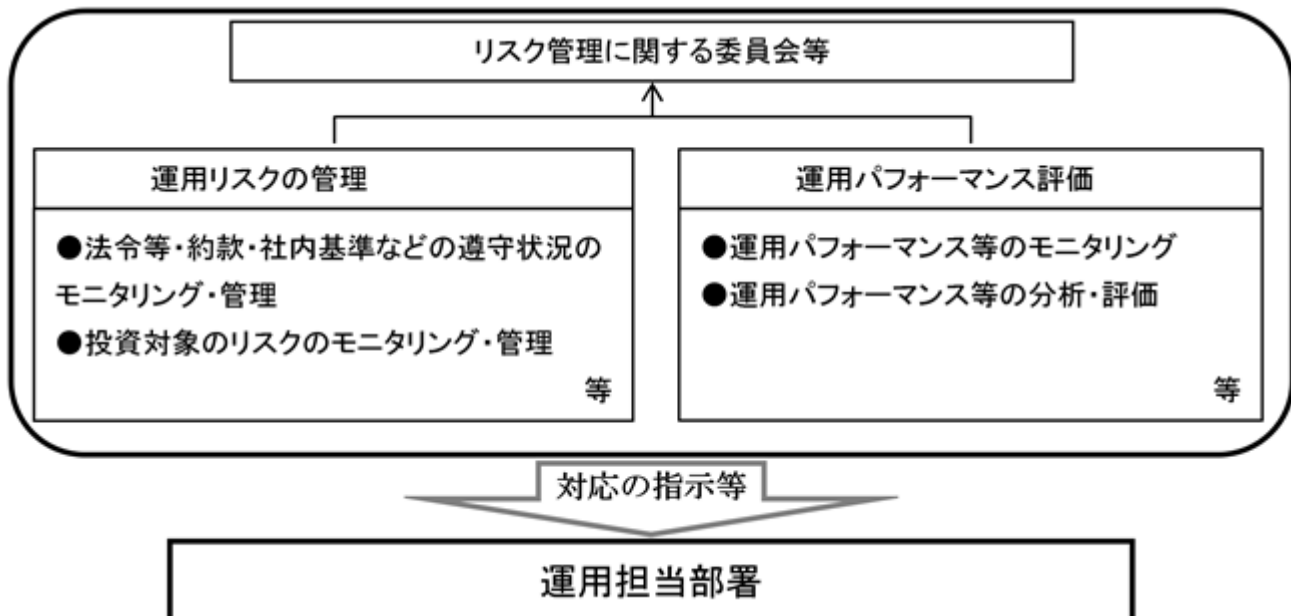 リスク管理に関する委員会等
運用リスクの管理
●法令等・約款・社内基準などの遵守状況の
モニタリング・管理
●投資対象のリスクのモニタリング・管理
等
運用パフォーマンス評価
●運用パフォーマンス等のモニタリング
●運用パフォーマンス等の分析・評価
等
対応の指示等
運用担当部署